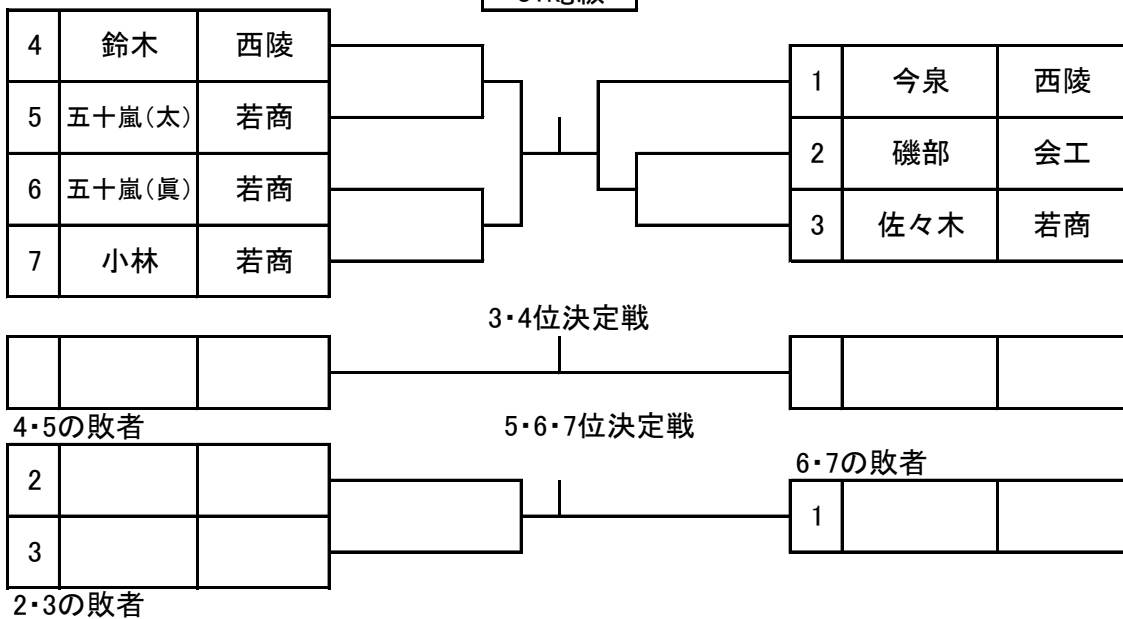 4 鈴木 西陵
5 五十嵐(太) 若商
6 五十嵐(眞) 若商
7 小林 若商
1 今泉 西陵
2 磯部 会工
3 佐々木 若商
3・4位決定戦
4・5の敗者
5・6・7位決定戦
6・7の敗者
2
3
1
2・3の敗者